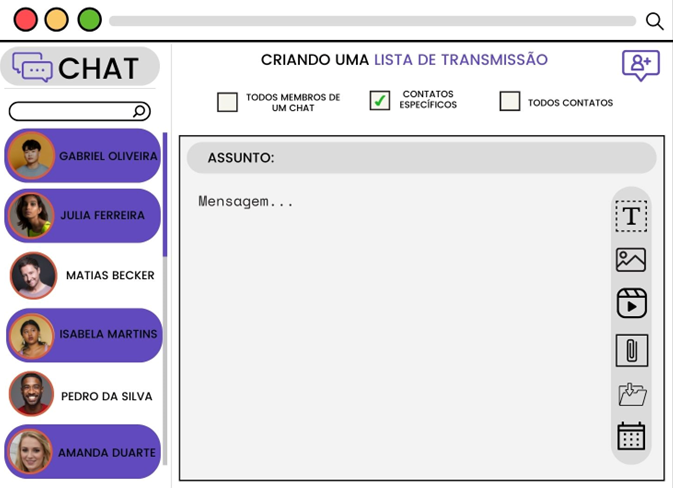 CHAT
GABRIEL OLIVEIRA
JULIA FERREIRA
MATIAS BECKER
ISABELA MARTINS
PEDRO DA SILVA
AMANDA DUARTE
CRIANDO UMA LISTA DE TRANSMISSÃO
TODOS MEMBROS DE
UM CHAT
CONTATOS
ESPECÍFICOS
TODOS CONTATOS
ASSUNTO:
Mensagem...
T